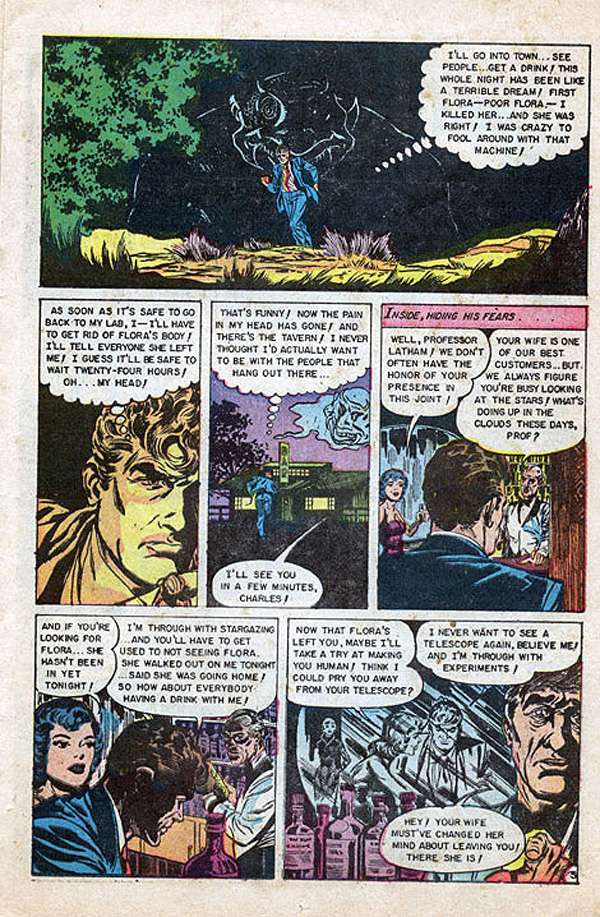 I'LL GO INTO TOWN...SEE
PEOPLE...GET A DRINK! THIS
WHOLE NIGHT HAS BEEN LIKE
A TERRIBLE DREAM! FIRST
FLORA—POOR FLORA,— I
KILLED HER...AND SHE WAS
RIGHT! I WAS CRAZY TO
FOOL AROUND WITH THAT
MACHINE!
AS SOON AS IT'S SAFE TO GO
BACK TO MY LAB, I—I'LL HAVE
TO GET RID OF FLORA'S BODY!
I'LL TELL EVERYONE SHE LEFT
ME! I GUESS IT'LL BE SAFE TO
WAIT TWENTY-FOUR HOURS!
OH...MY HEAD!
THAT'S FUNNY! NOW THE PAIN
IN MY HEAD HAS GONE! AND
THERE'S THE TAVERN! I NEVER
THOUGHT I'D ACTUALLY WANT
TO BE WITH THE PEOPLE THAT
HANG OUT THERE...
I'LL SEE YOU
IN A FEW MINUTES,
CHARLES!
INSIDE, HIDING HIS FEARS....
WELL, PROFESSOR
LATHAM! WE DON'T
OFTEN HAVE THE
HONOR OF YOUR
PRESENCE IN
THIS JOINT!
YOUR WIFE IS ONE
OF OUR BEST
CUSTOMERS...BUT
WE ALWAYS FIGURE
YOU'RE BUSY LOOKING
AT THE STARS! WHAT'S
DOING UP IN THE
CLOUDS THESE DAYS,
PROF?
AND IF YOU'RE
LOOKING FOR
FLORA...SHE
HASN'T BEEN
IN YET
TONIGHT!
I'M THROUGH WITH STARGAZING
...AND YOU'LL HAVE TO GET
USED TO NOT SEEING FLORA.
SHE WALKED OUT ON ME TONIGHT
...SAID SHE WAS GOING HOME!
SO HOW ABOUT EVERYBODY
HAVING A DRINK WITH ME!
NOW THAT FLORA'S
LEFT YOU, MAYBE I'LL
TAKE A TRY AT MAKING
YOU HUMAN! THINK I
COULD PRY YOU AWAY
FROM YOUR TELESCOPE?
I NEVER WANT TO SEE A
TELESCOPE AGAIN, BELIEVE ME!
AND I'M THROUGH WITH
EXPERIMENTS!
HEY! YOUR WIFE
MUST'VE CHANGED HER
MIND ABOUT LEAVING YOU!
THERE SHE IS!